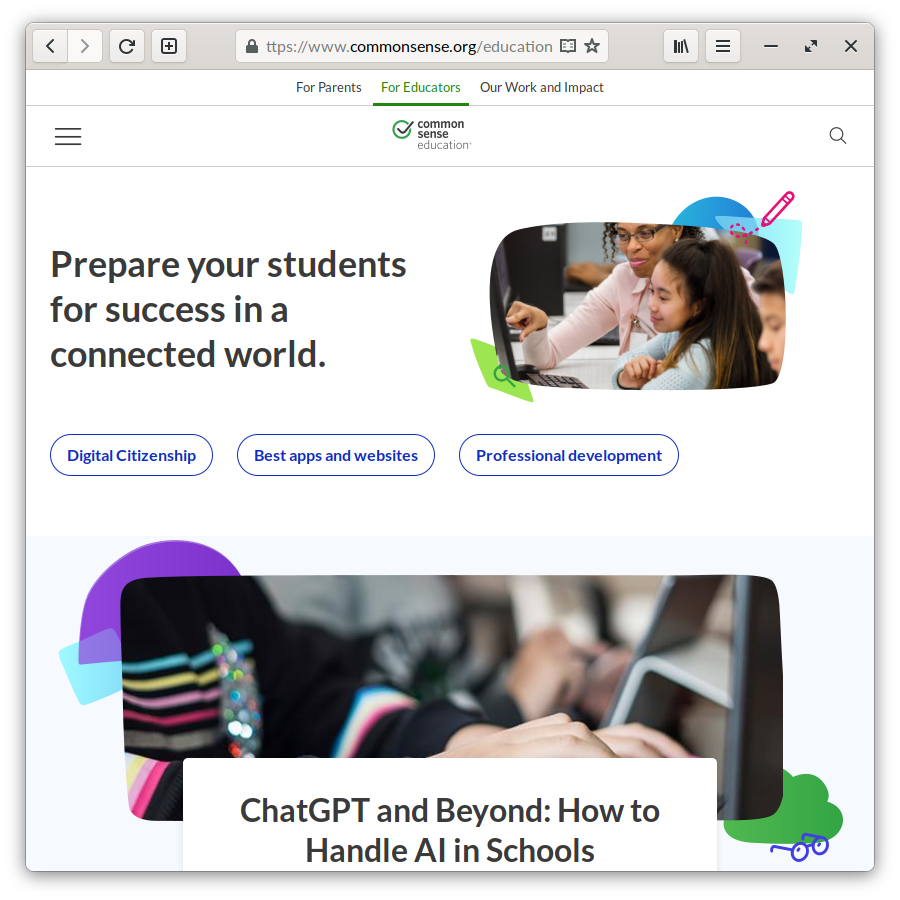 ttps://www.commonsense.org/education
For Parents For Educators Our Work and Impact
common
sense
education
Prepare your students
for success in a
connected world.
Digital Citizenship Best apps and websites Professional development
ChatGPT and Beyond: How to
Handle AI in Schools